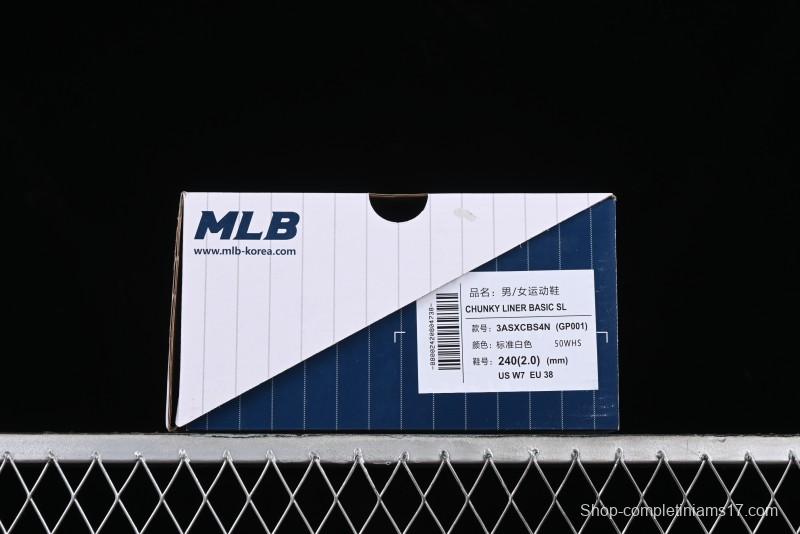 MLB
www.mlb-korea.com
品名：男/女运动鞋
CHUNKY LINER BASIC SL
款号：3ASXCBS4N (GP001)
颜色：标准白色 50WHS
鞋号：240(2.0) (mm)
US W7 EU 38
Shop-completiniams17.com